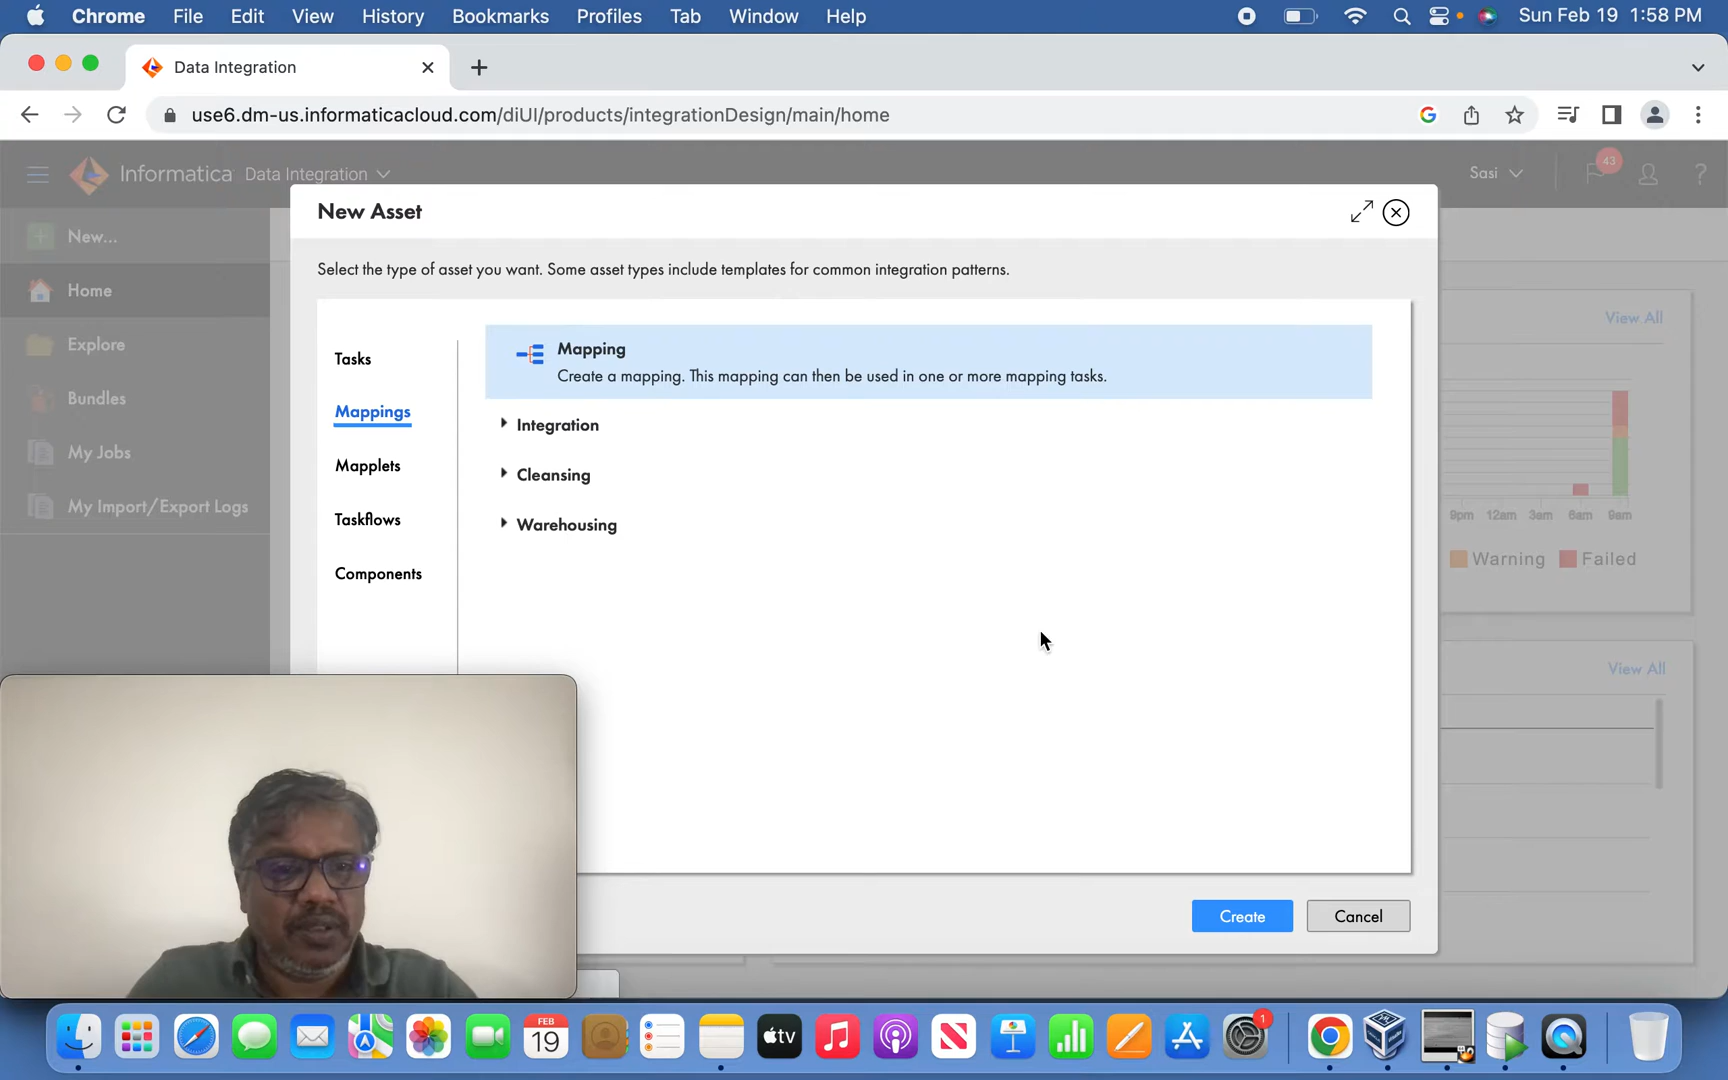 Chrome File Edit View History Bookmarks Profiles Tab Window Help Sun Feb 19 1:58 PM
Data Integration
use6.dm-us.informaticacloud.com/diUI/products/integrationDesign/main/home
Informatica Data Integration Sasi 43
New Asset
New...
Select the type of asset you want. Some asset types include templates for common integration patterns.
Home
View All
Mapping
Explore
Tasks
Create a mapping. This mapping can then be used in one or more mapping tasks.
Bundles
Mappings
Integration
My Jobs
Mapplets
Cleansing
My Import/Export Logs
Taskflows
Warehousing
9pm 12am 3am 6am 9am
Warning Failed
Components
View All
Create Cancel
FEB
19
tv
1